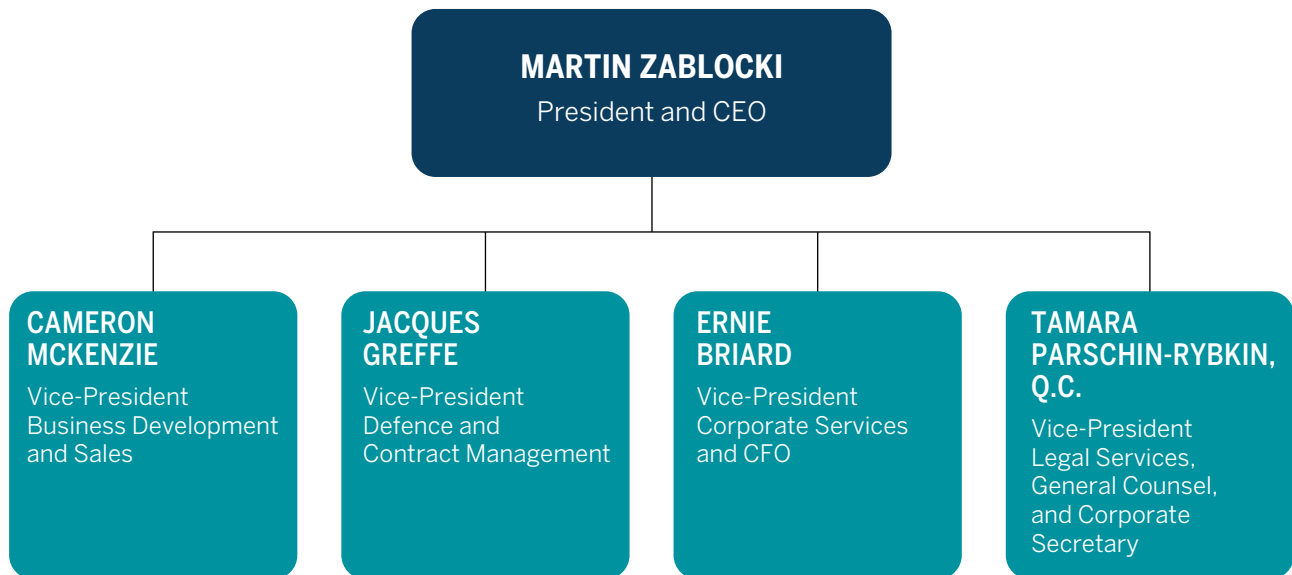 MARTIN ZABLOCKI
President and CEO
CAMERON
MCKENZIE
Vice-President
Business Development
and Sales
JACQUES
GREFFE
Vice-President
Defence and
Contract Management
ERNIE
BRIARD
Vice-President
Corporate Services
and CFO
TAMARA
PARSCHIN-RYBKIN,
Q.C.
Vice-President
Legal Services,
General Counsel,
and Corporate
Secretary